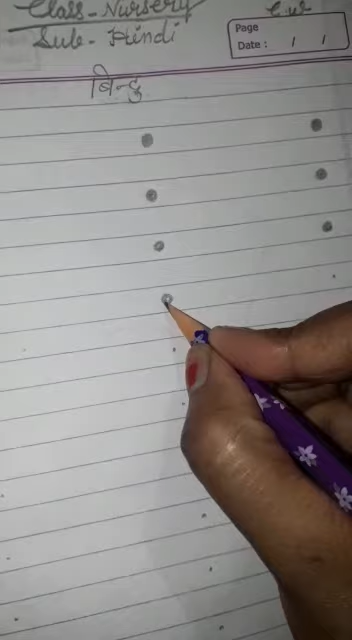 Class - Nursery C.W
Sub - Hindi
Page
Date : / /
बिन्दु